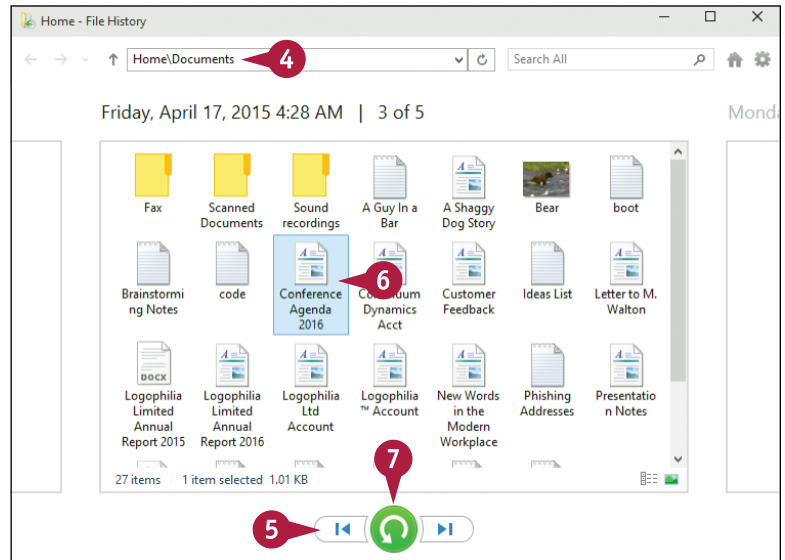 Home - File History
Home\Documents
4
Search All
Friday, April 17, 2015 4:28 AM | 3 of 5
Monda
Fax
Scanned
Documents
Sound
recordings
A Guy In a
Bar
A Shaggy
Dog Story
Bear
boot
Brainstormi
ng Notes
code
Conference
Agenda
2016
6
Dynamics
Acct
Customer
Feedback
Ideas List
Letter to M.
Walton
DOCX
Logophilia
Limited
Annual
Report 2015
Logophilia
Limited
Annual
Report 2016
Logophilia
Ltd
Account
Logophilia
™ Account
New Words
in the
Modern
Workplace
Phishing
Addresses
Presentatio
n Notes
7
27 items 1 item selected 1.01 KB
5